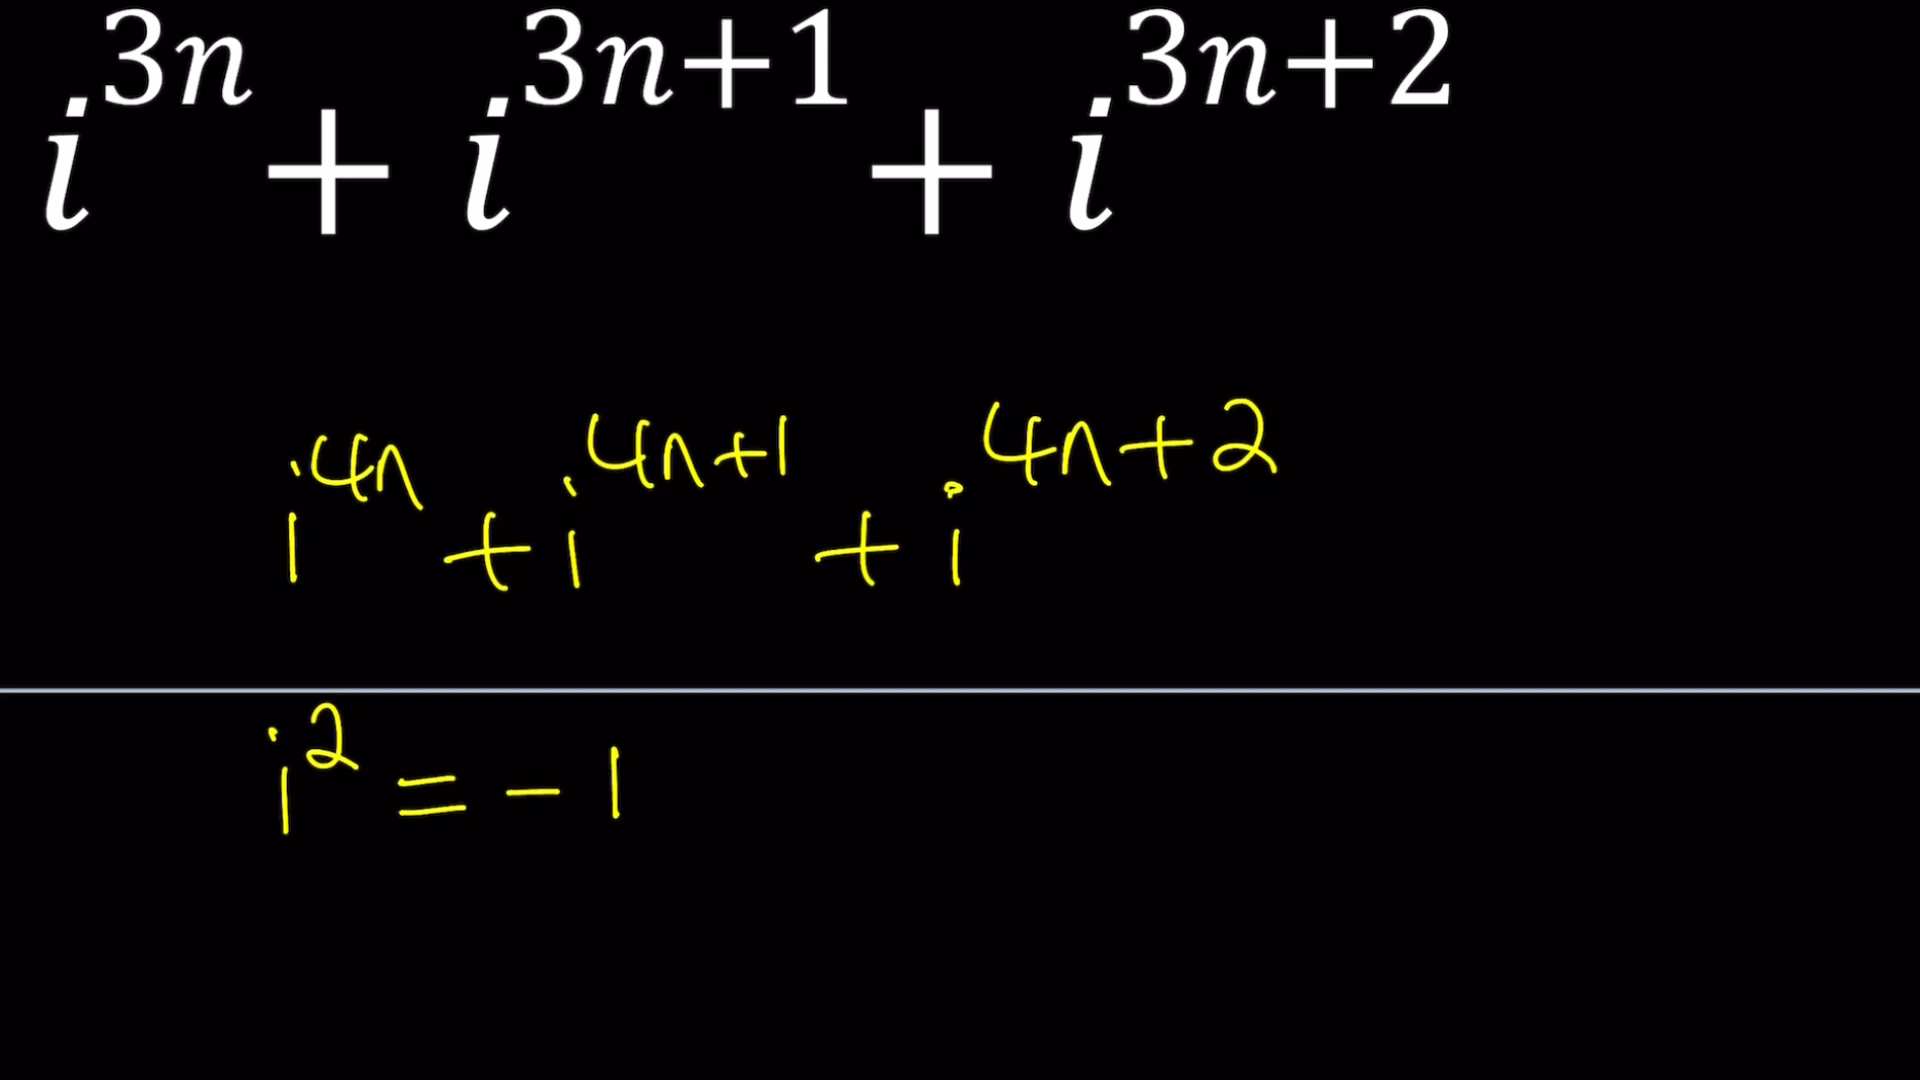 i^{3n} + i^{3n+1} + i^{3n+2}
i^{4n} + i^{4n+1} + i^{4n+2}
i^2 = -1